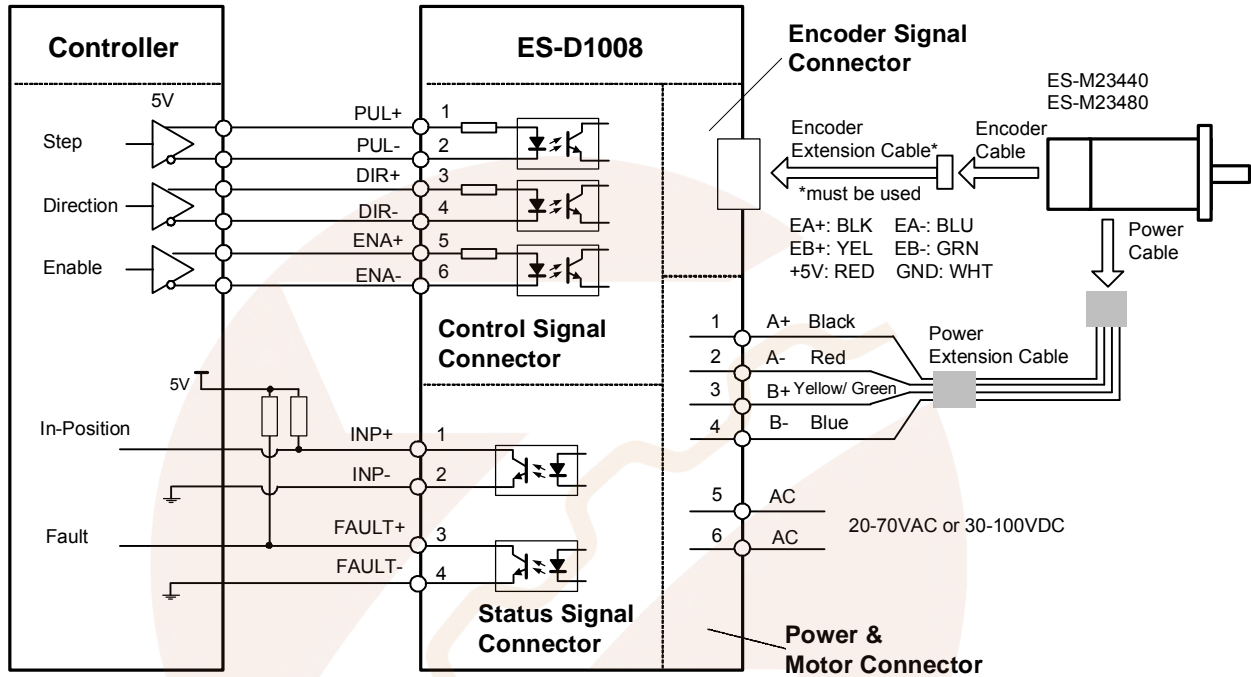 Controller
5V
Step
Direction
Enable
5V
In-Position
Fault
PUL+
PUL-
DIR+
DIR-
ENA+
ENA-
INP+
INP-
FAULT+
FAULT-
ES-D1008
1
2
3
4
5
6
Control Signal
Connector
1
2
3
4
Status Signal
Connector
Encoder Signal
Connector
ES-M23440
ES-M23480
Encoder
Extension Cable*
*must be used
Encoder
Cable
EA+: BLK EA-: BLU
EB+: YEL EB-: GRN
+5V: RED GND: WHT
Power
Cable
1 A+ Black
2 A- Red
3 B+ Yellow/ Green
4 B- Blue
Power
Extension Cable
5 AC
6 AC
20-70VAC or 30-100VDC
Power &
Motor Connector